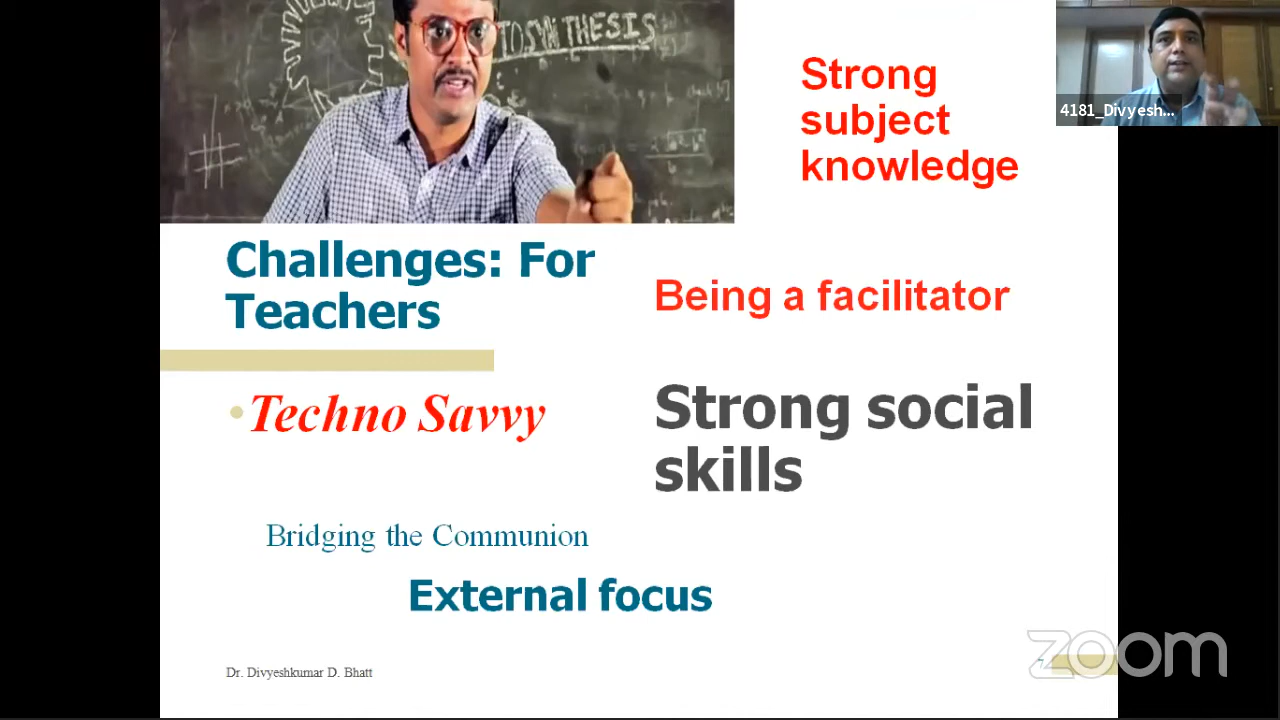 TOSYNTHESIS
Strong
subject
knowledge
4181_Divyesh...
Challenges: For
Teachers
Being a facilitator
•Techno Savvy
Strong social
skills
Bridging the Communion
External focus
Dr. Divyeshkumar D. Bhatt
zoom